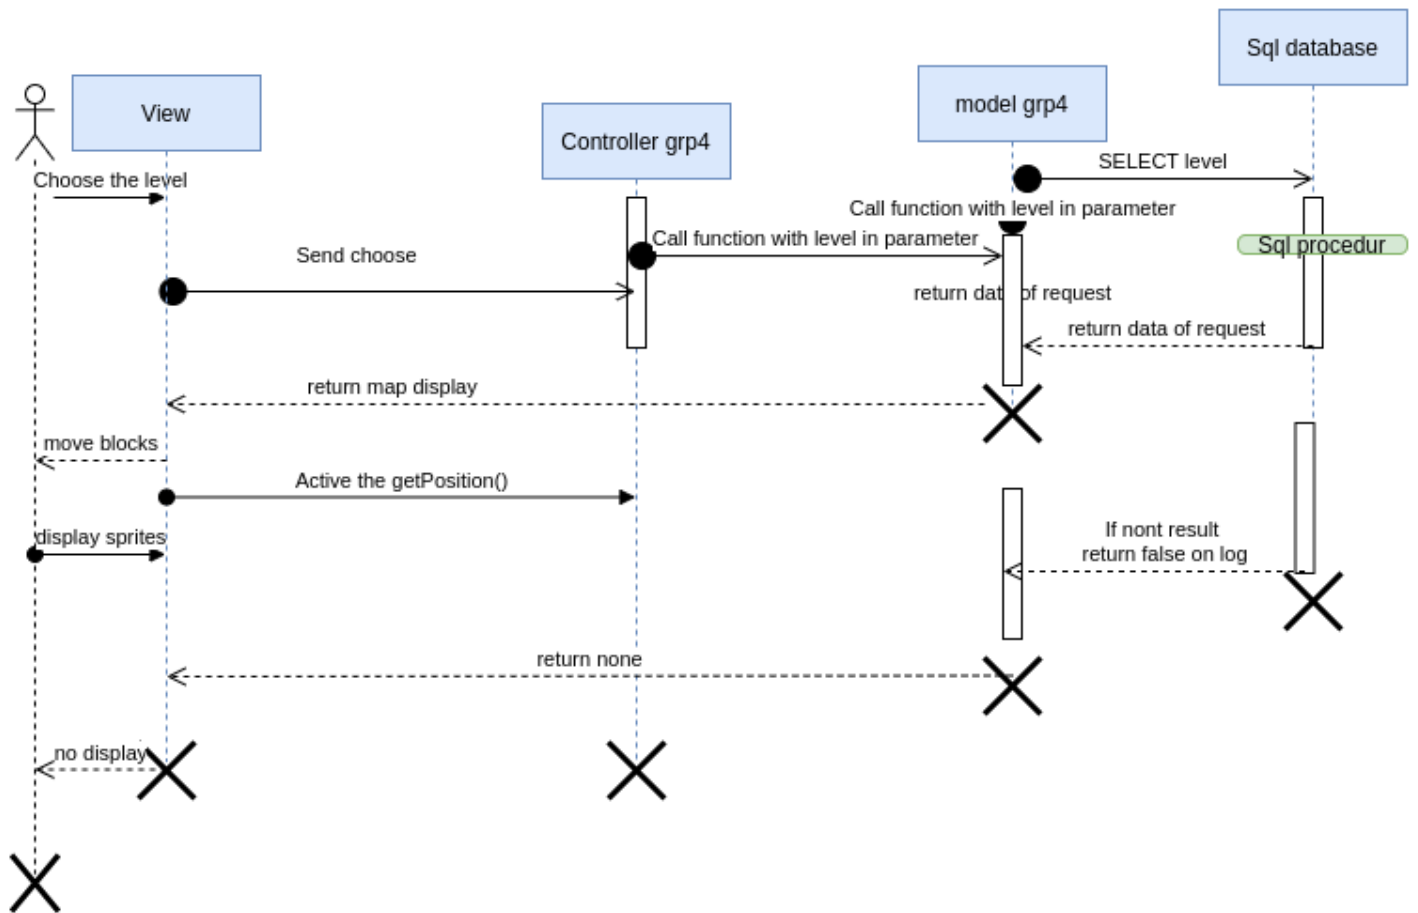 Sql database
model grp4
View
Controller grp4
SELECT level
Choose the level
Call function with level in parameter
Call function with level in parameter
Sql procedur
Send choose
return data of request
return data of request
return map display
move blocks
Active the getPosition()
If nont result
display sprites
return false on log
return none
no display